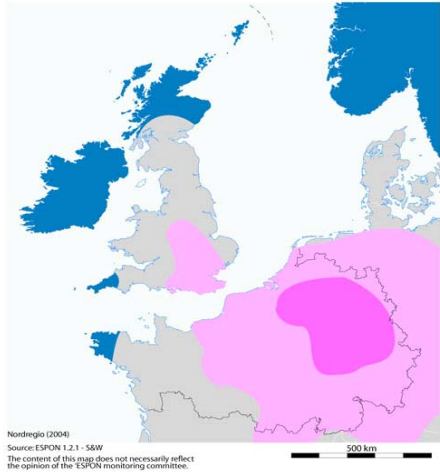 Nordregio (2004)
Source: ESPON 1.2.1 - S&W
500 km
The content of this map does not necessarily reflect
the opinion of the 'ESPON monitoring committee.